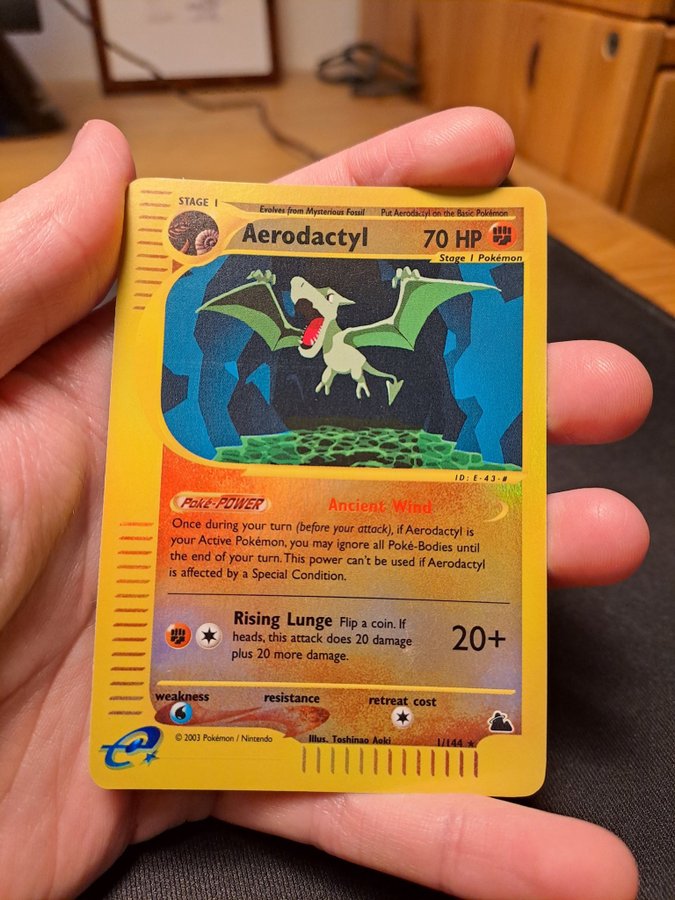 STAGE 1
Evolves from Mysterious Fossil Put Aerodactyl on the Basic Pokémon
Aerodactyl 70 HP
Stage 1 Pokémon
ID: E-43-#
Poké-POWER Ancient Wind
Once during your turn (before your attack), if Aerodactyl is
your Active Pokémon, you may ignore all Poké-Bodies until
the end of your turn. This power can't be used if Aerodactyl
is affected by a Special Condition.
Rising Lunge Flip a coin. If
heads, this attack does 20 damage
plus 20 more damage.
20+
weakness resistance retreat cost
e
© 2003 Pokémon / Nintendo Illus. Toshinao Aoki 1/144 ★